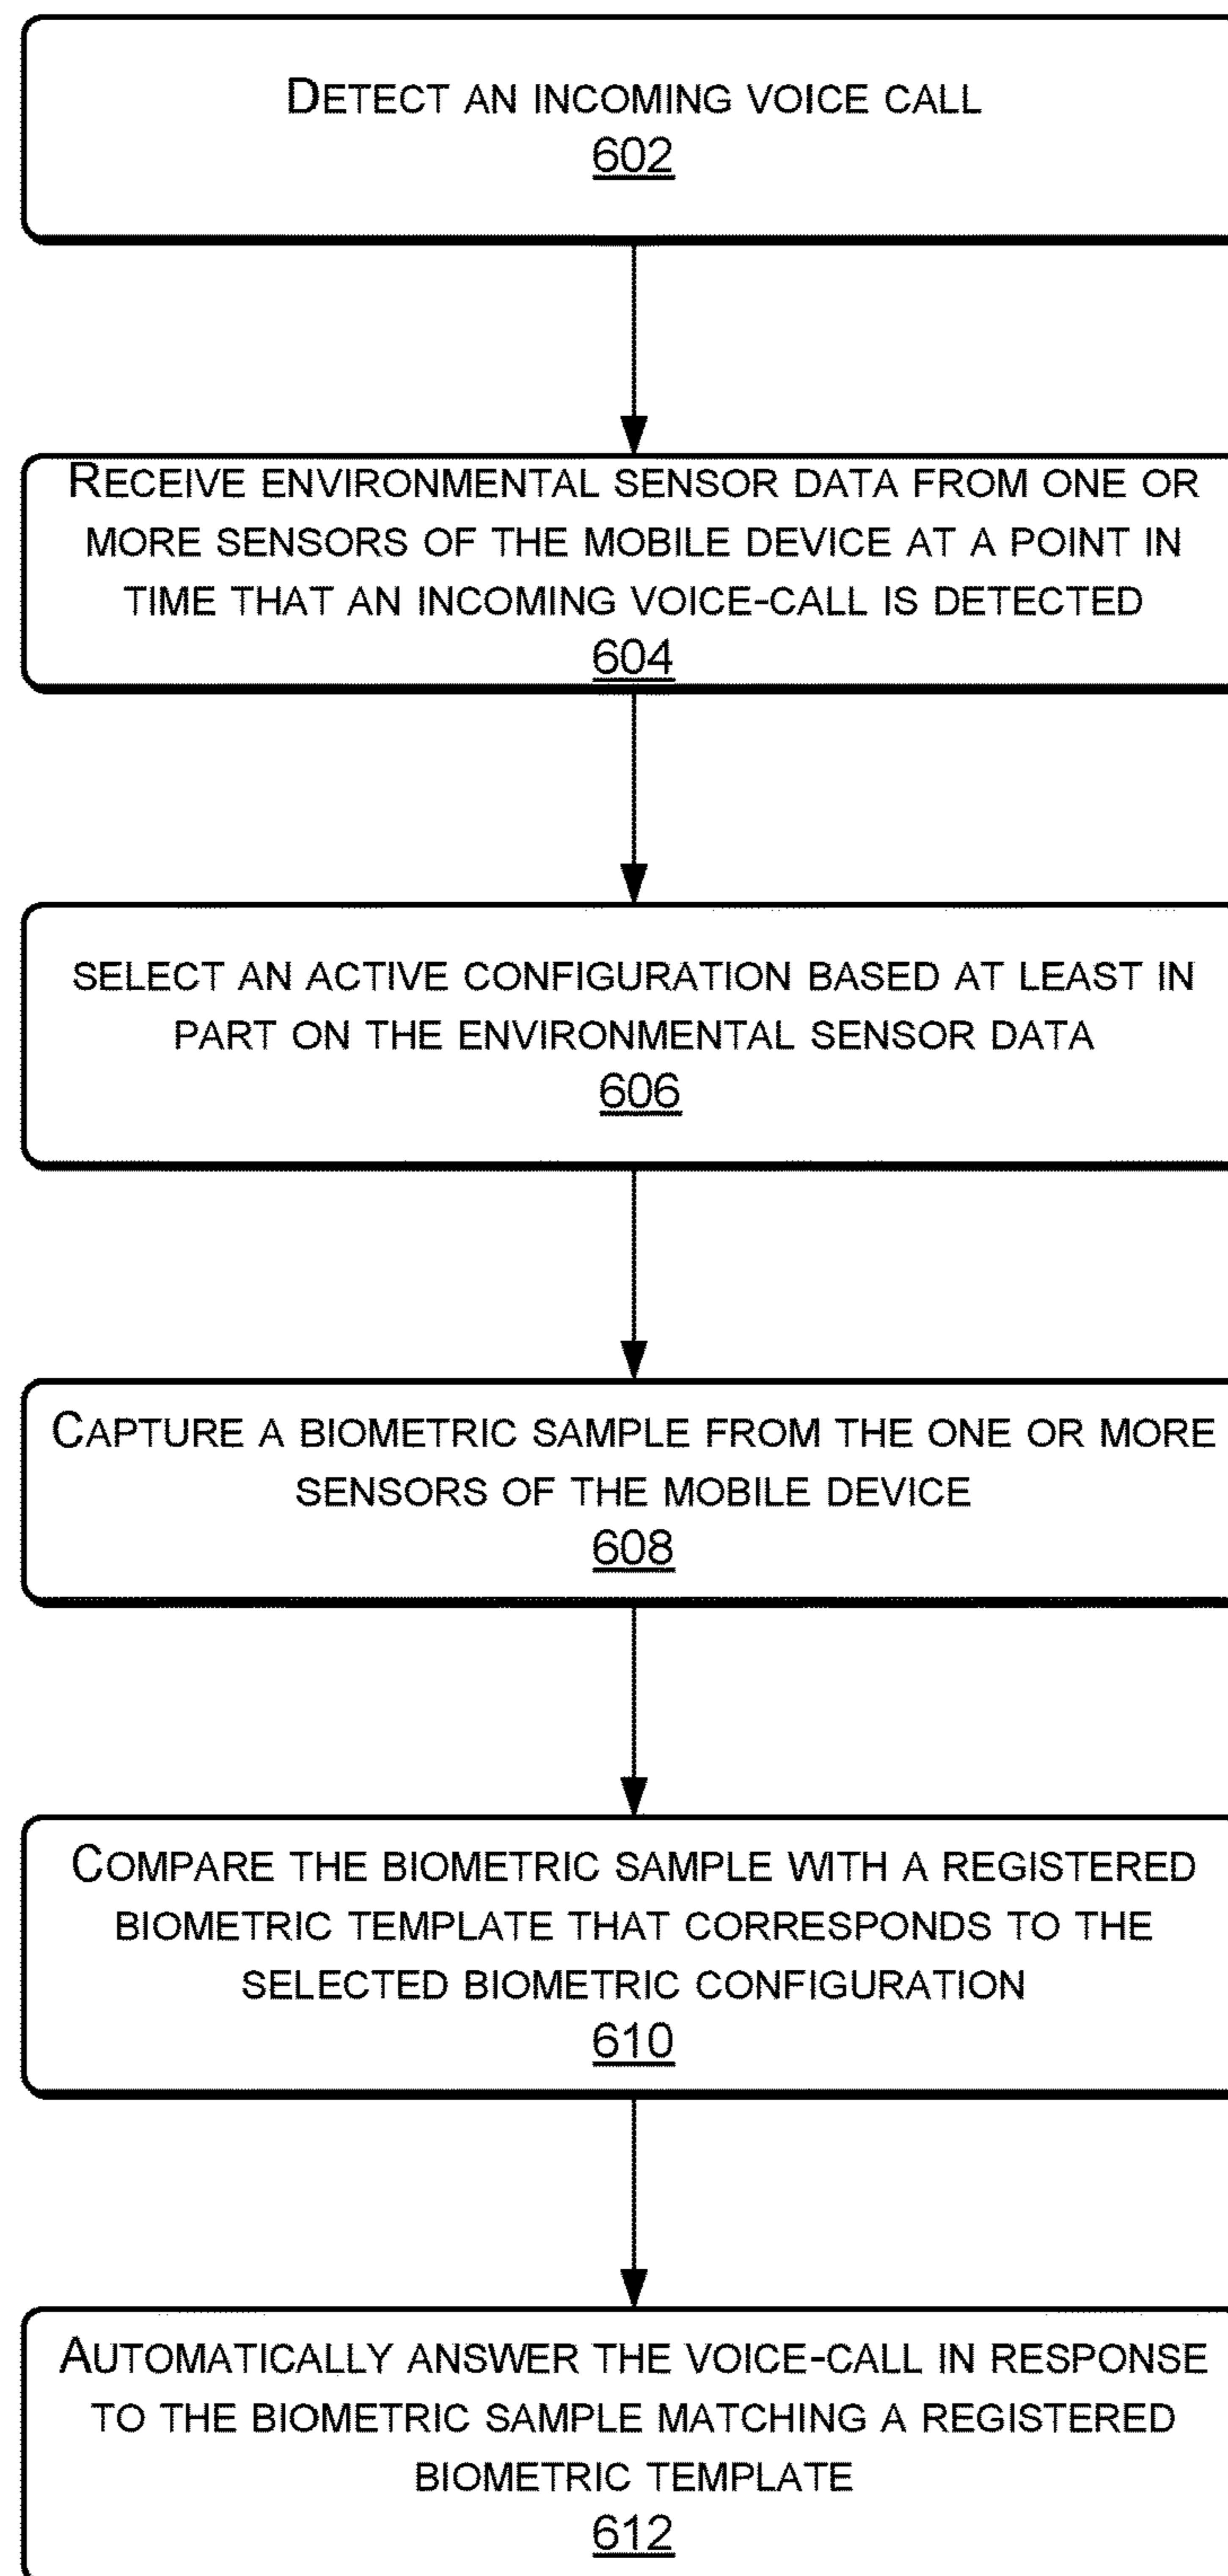 DETECT AN INCOMING VOICE CALL
602
RECEIVE ENVIRONMENTAL SENSOR DATA FROM ONE OR
MORE SENSORS OF THE MOBILE DEVICE AT A POINT IN
TIME THAT AN INCOMING VOICE-CALL IS DETECTED
604
SELECT AN ACTIVE CONFIGURATION BASED AT LEAST IN
PART ON THE ENVIRONMENTAL SENSOR DATA
606
CAPTURE A BIOMETRIC SAMPLE FROM THE ONE OR MORE
SENSORS OF THE MOBILE DEVICE
608
COMPARE THE BIOMETRIC SAMPLE WITH A REGISTERED
BIOMETRIC TEMPLATE THAT CORRESPONDS TO THE
SELECTED BIOMETRIC CONFIGURATION
610
AUTOMATICALLY ANSWER THE VOICE-CALL IN RESPONSE
TO THE BIOMETRIC SAMPLE MATCHING A REGISTERED
BIOMETRIC TEMPLATE
612